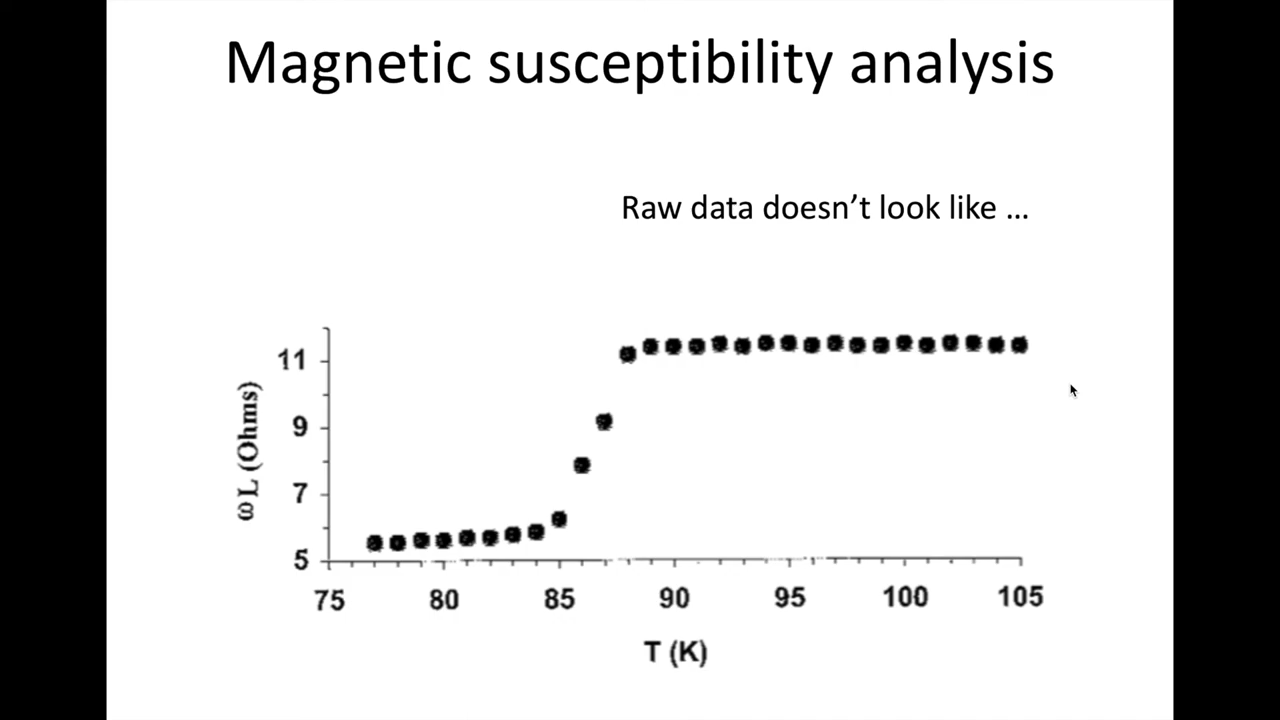 Magnetic susceptibility analysis
Raw data doesn’t look like ...
11
9
7
5
ωL (Ohms)
75 80 85 90 95 100 105
T (K)